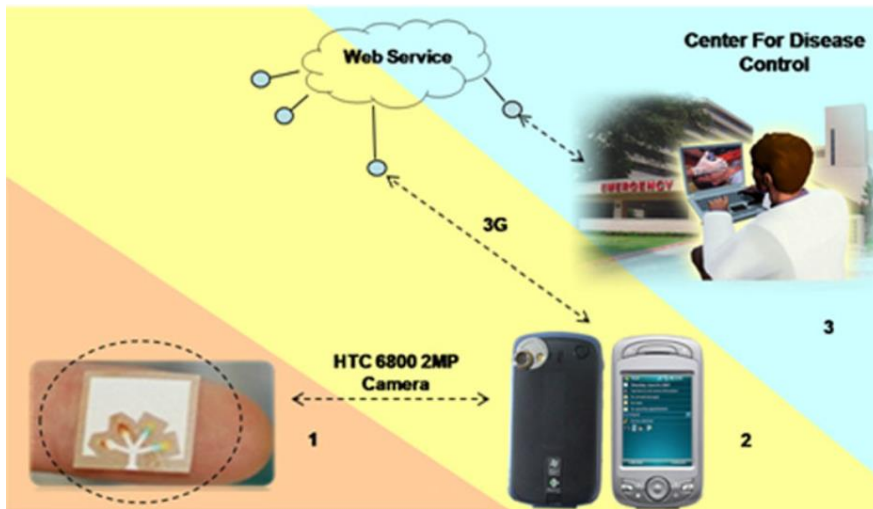 Web Service
Center For Disease
Control
EMERGENCY
3G
3
HTC 6800 2MP
Camera
1
2